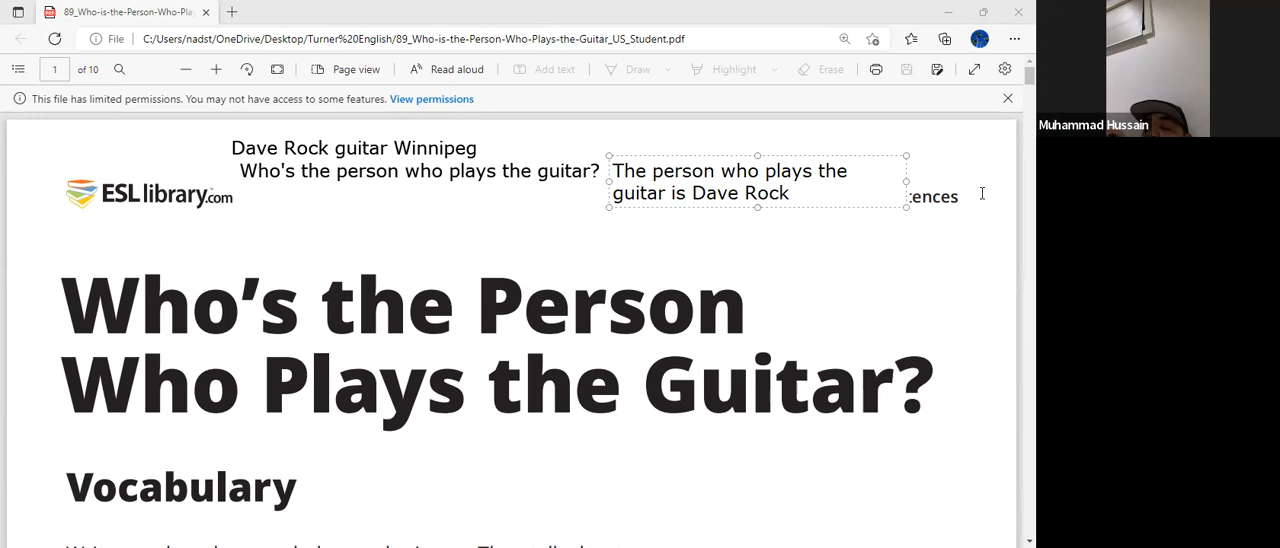 89_Who-is-the-Person-Who-Pla
File C:/Users/nadst/OneDrive/Desktop/Turner%20English/89_Who-is-the-Person-Who-Plays-the-Guitar_US_Student.pdf
1 of 10 Page view A Read aloud Add text Draw Highlight Erase
This file has limited permissions. You may not have access to some features. View permissions
Muhammad Hussain
Dave Rock guitar Winnipeg
Who's the person who plays the guitar?
The person who plays the
guitar is Dave Rock
ESL library.com
tences
Who's the Person
Who Plays the Guitar?
Vocabulary